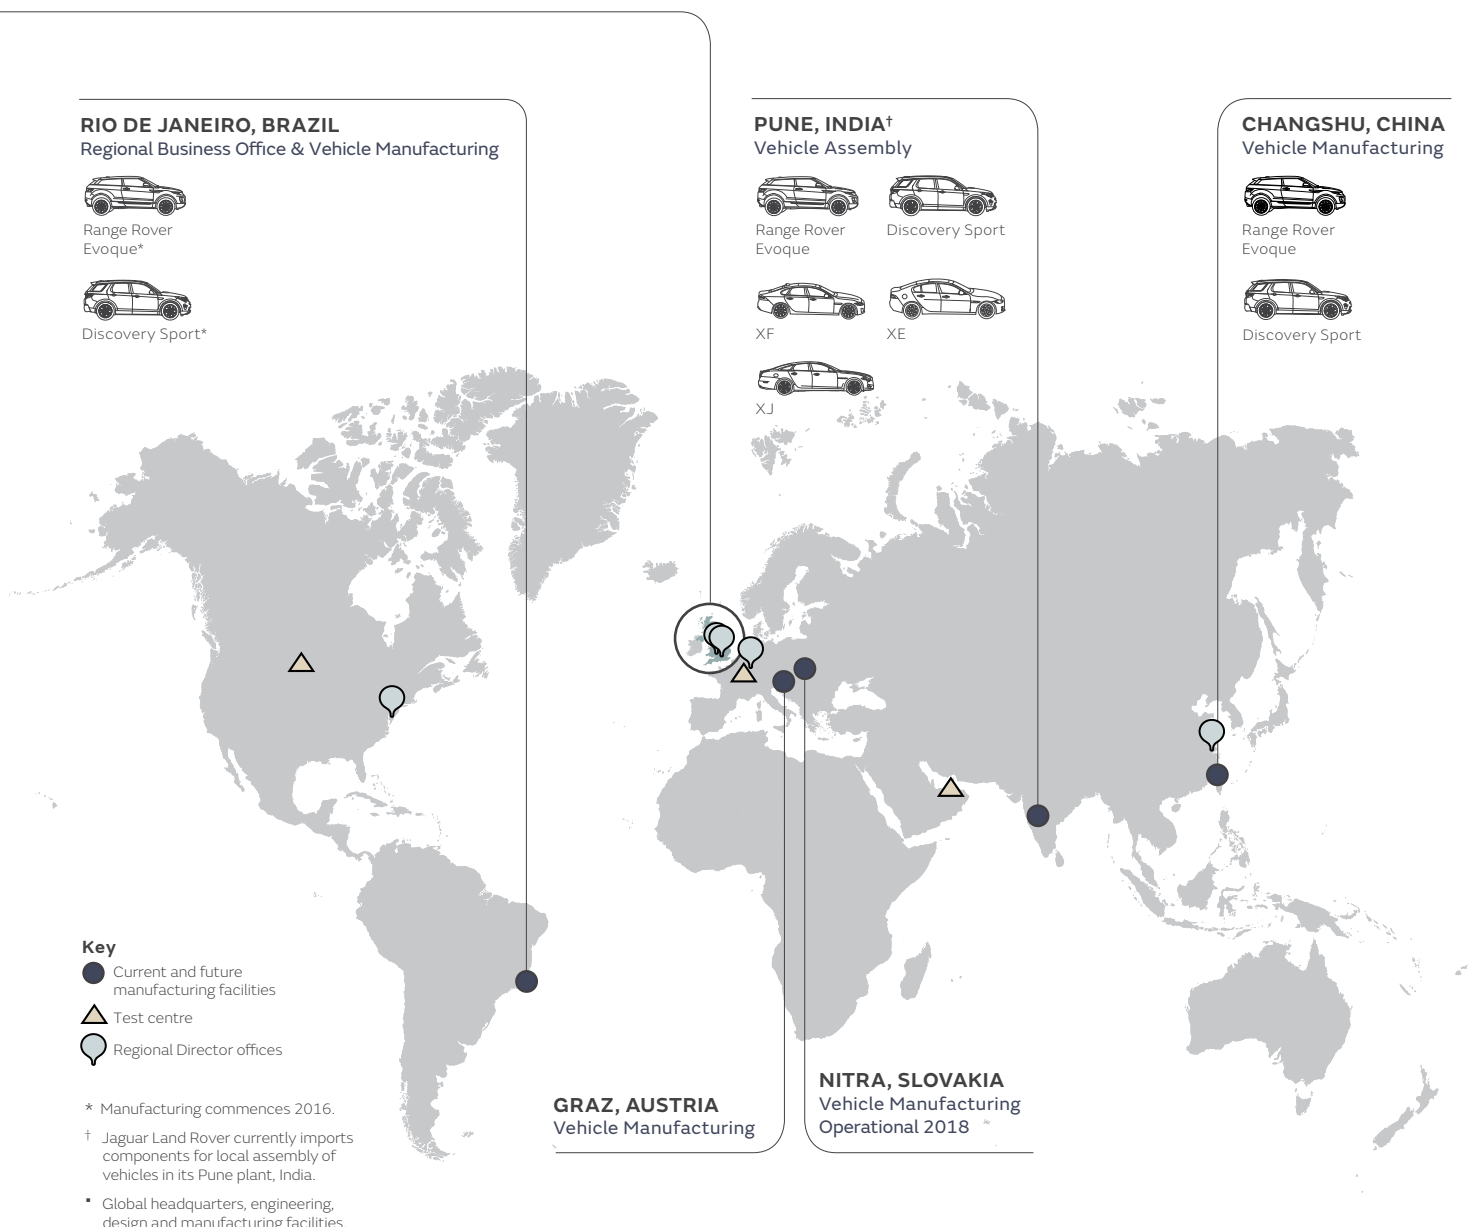 RIO DE JANEIRO, BRAZIL
Regional Business Office & Vehicle Manufacturing
Range Rover
Evoque*
Discovery Sport*
PUNE, INDIA†
Vehicle Assembly
Range Rover
Evoque
Discovery Sport
XF
XE
XJ
CHANGSHU, CHINA
Vehicle Manufacturing
Range Rover
Evoque
Discovery Sport
Key
Current and future
manufacturing facilities
Test centre
Regional Director offices
* Manufacturing commences 2016.
† Jaguar Land Rover currently imports
components for local assembly of
vehicles in its Pune plant, India.
▪ Global headquarters, engineering,
design and manufacturing facilities.
GRAZ, AUSTRIA
Vehicle Manufacturing
NITRA, SLOVAKIA
Vehicle Manufacturing
Operational 2018